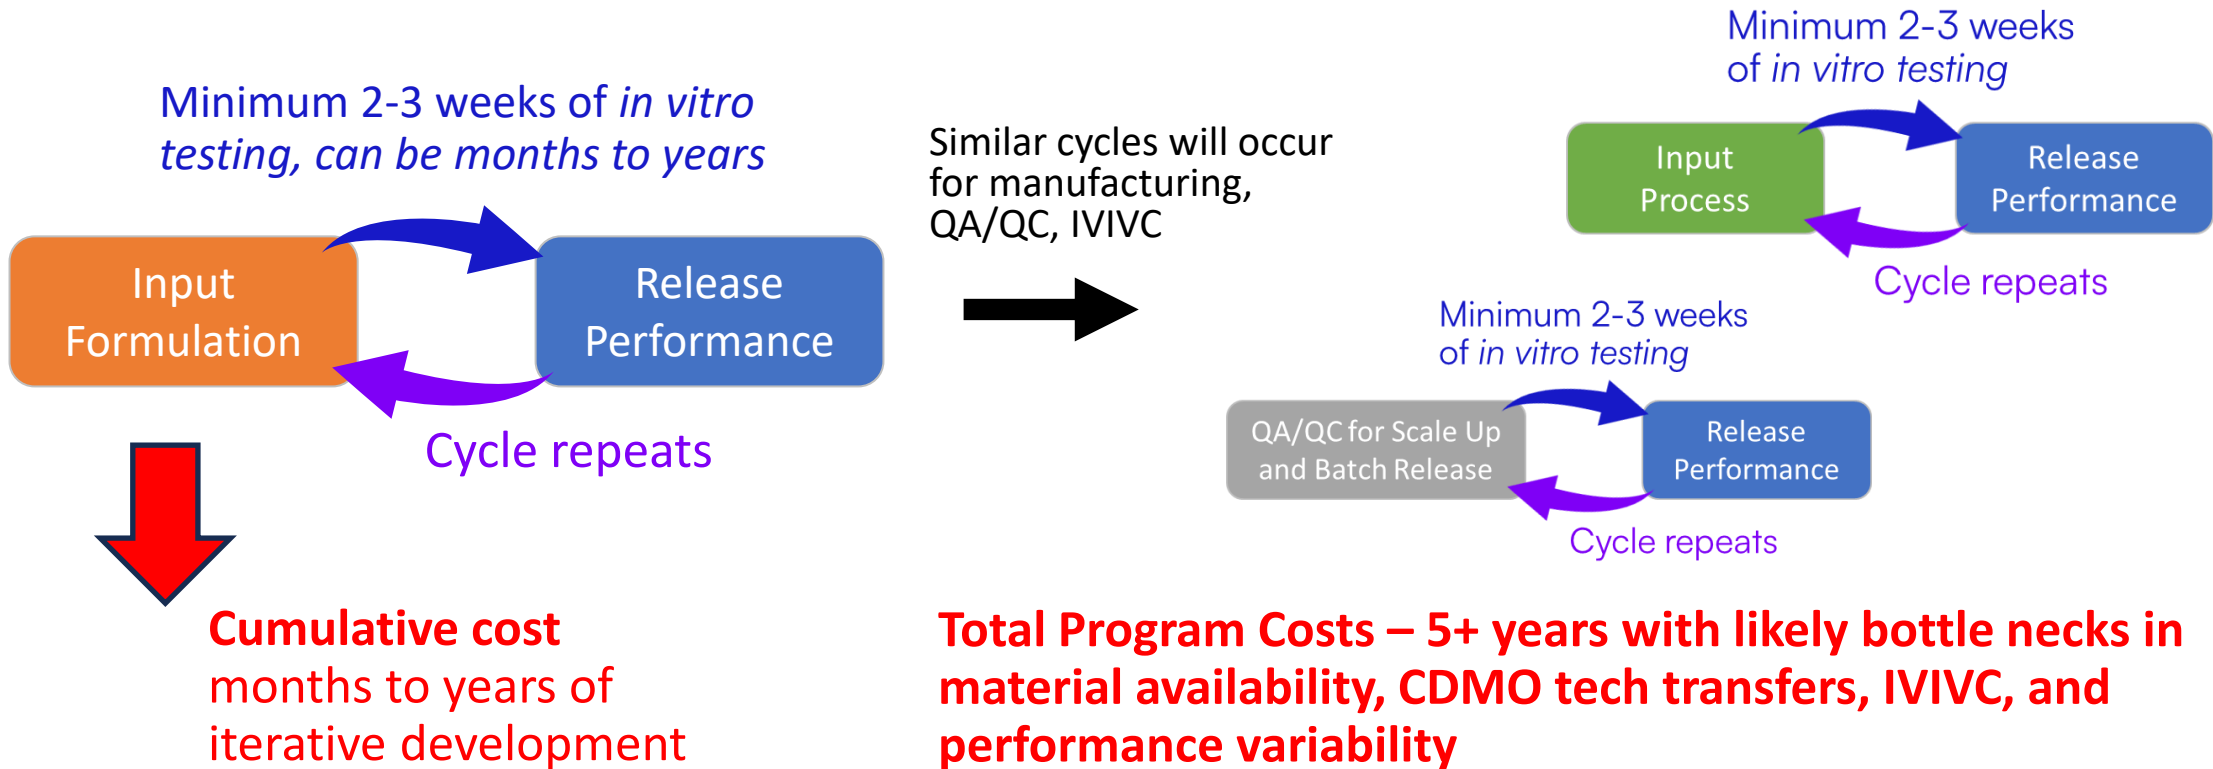 Minimum 2-3 weeks of in vitro
testing, can be months to years
Input
Formulation
Release
Performance
Cycle repeats
Cumulative cost
months to years of
iterative development
Similar cycles will occur
for manufacturing,
QA/QC, IVIVC
Minimum 2-3 weeks
of in vitro testing
Input
Process
Release
Performance
Cycle repeats
Minimum 2-3 weeks
of in vitro testing
QA/QC for Scale Up
and Batch Release
Release
Performance
Cycle repeats
Total Program Costs – 5+ years with likely bottle necks in
material availability, CDMO tech transfers, IVIVC, and
performance variability